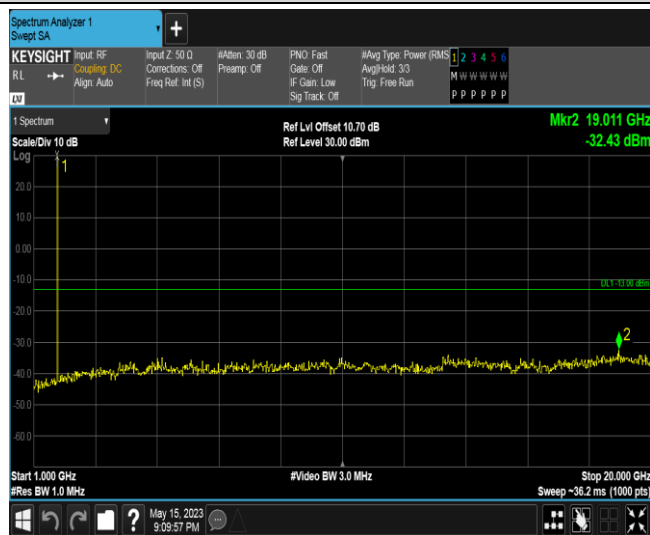 Spectrum Analyzer 1
Swept SA
+
KEYSIGHT
RL
LXI
Input: RF
Coupling: DC
Align: Auto
Input Z: 50 Ω
Corrections: Off
Freq Ref: Int (S)
#Atten: 30 dB
Preamp: Off
PNO: Fast
Gate: Off
IF Gain: Low
Sig Track: Off
#Avg Type: Power (RMS
Avg|Hold: 3/3
Trig: Free Run
1 2 3 4 5 6
M W W W W W
P P P P P P
1 Spectrum
Scale/Div 10 dB
Log
Ref Lvl Offset 10.70 dB
Ref Level 30.00 dBm
Mkr2 19.011 GHz
-32.43 dBm
1
20.0
10.0
0.00
-10.0
DL1 -13.00 dBm
-20.0
-30.0
2
-40.0
-50.0
-60.0
Start 1.000 GHz
#Res BW 1.0 MHz
#Video BW 3.0 MHz
Stop 20.000 GHz
Sweep ~36.2 ms (1000 pts)
?
May 15, 2023
9:09:57 PM